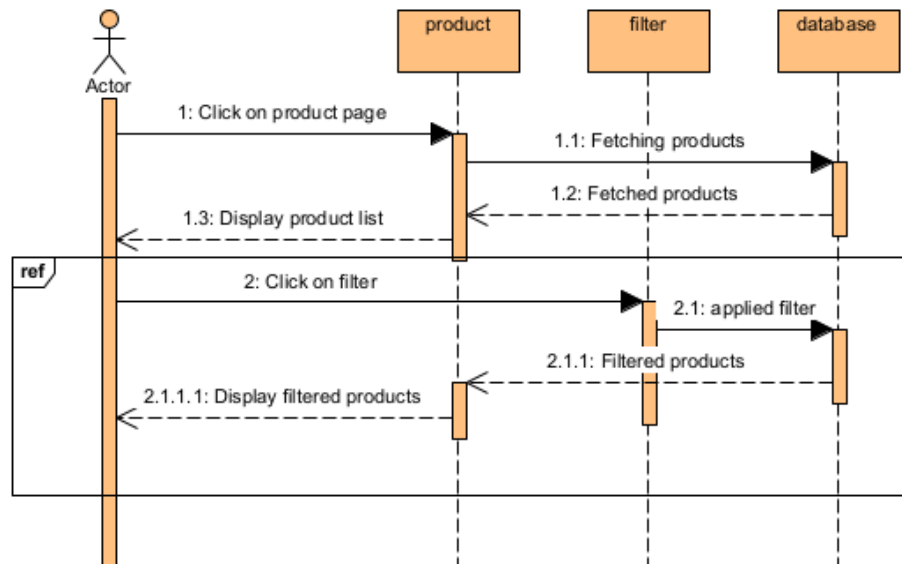 product
filter
database
Actor
1: Click on product page
1.1: Fetching products
1.2: Fetched products
1.3: Display product list
ref
2: Click on filter
2.1: applied filter
2.1.1: Filtered products
2.1.1.1: Display filtered products